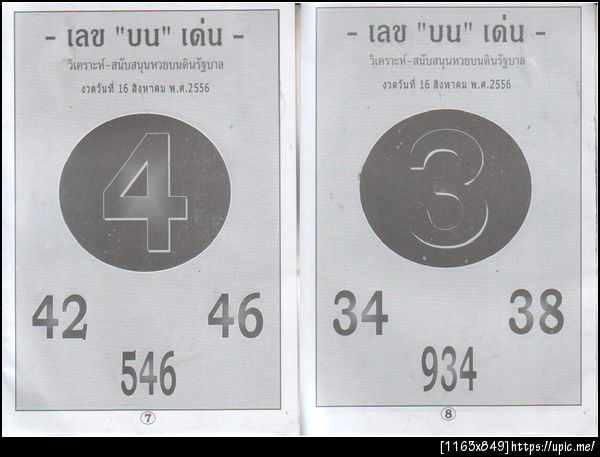 - เลข "บน" เด่น -
วิเคราะห์-สนับสนุนหวยบนดินรัฐบาล
งวดวันที่ 16 สิงหาคม พ.ศ.2556
4
42 46
546
7
- เลข "บน" เด่น -
วิเคราะห์-สนับสนุนหวยบนดินรัฐบาล
งวดวันที่ 16 สิงหาคม พ.ศ.2556
3
34 38
934
8
[1163x849]https://upic.me/